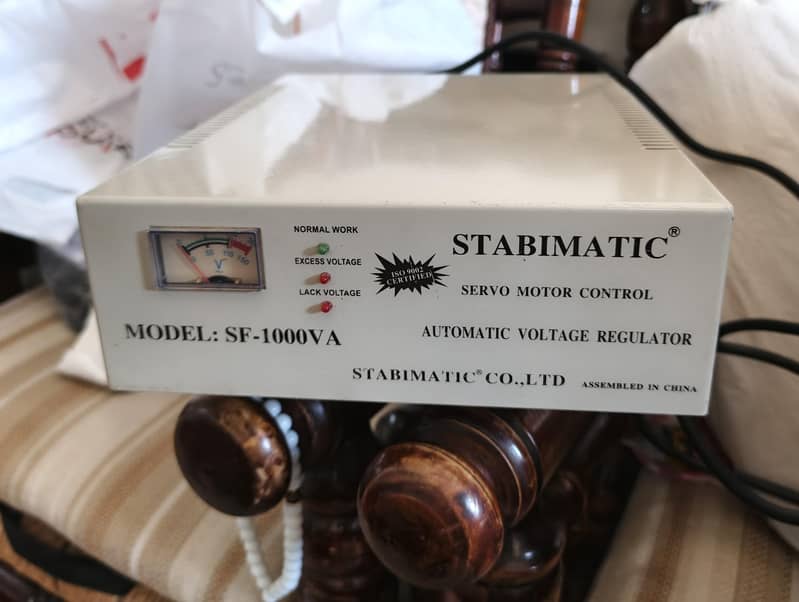 NORMAL WORK
EXCESS VOLTAGE
LACK VOLTAGE
ISO 9002
CERTIFIED
STABIMATIC®
SERVO MOTOR CONTROL
MODEL: SF-1000VA
AUTOMATIC VOLTAGE REGULATOR
STABIMATIC® CO.,LTD
ASSEMBLED IN CHINA
V